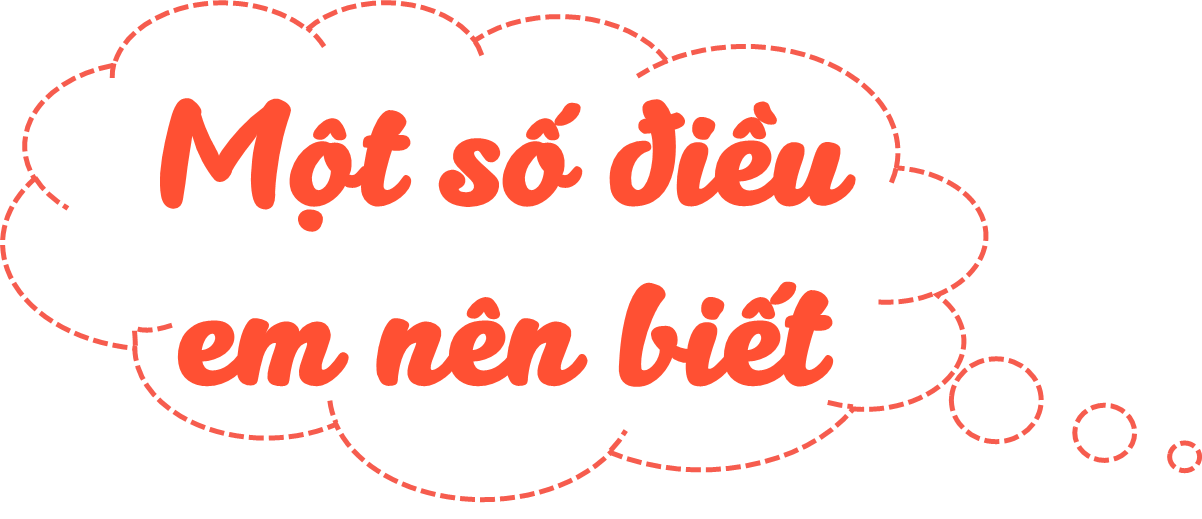 Một số điều
em nên biết